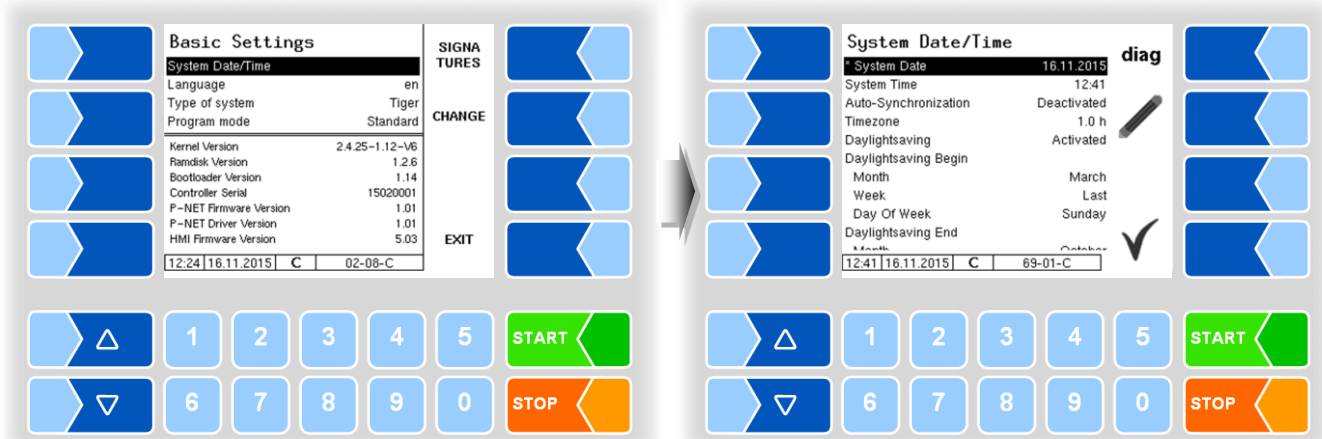 Basic Settings
System Date/Time
Language en
Type of system Tiger
Program mode Standard
Kernel Version 2.4.25-1.12-V6
Ramdisk Version 1.2.6
Bootloader Version 1.14
Controller Serial 15020001
P-NET Firmware Version 1.01
P-NET Driver Version 1.01
HMI Firmware Version 5.03
12:24 16.11.2015 C 02-08-C
SIGNA
TURES
CHANGE
EXIT
1 2 3 4 5 START
6 7 8 9 0 STOP
System Date/Time
* System Date 16.11.2015
System Time 12:41
Auto-Synchronization Deactivated
Timezone 1.0 h
Daylightsaving Activated
Daylightsaving Begin
Month March
Week Last
Day Of Week Sunday
Daylightsaving End
Month October
12:41 16.11.2015 C 69-01-C
diag
1 2 3 4 5 START
6 7 8 9 0 STOP